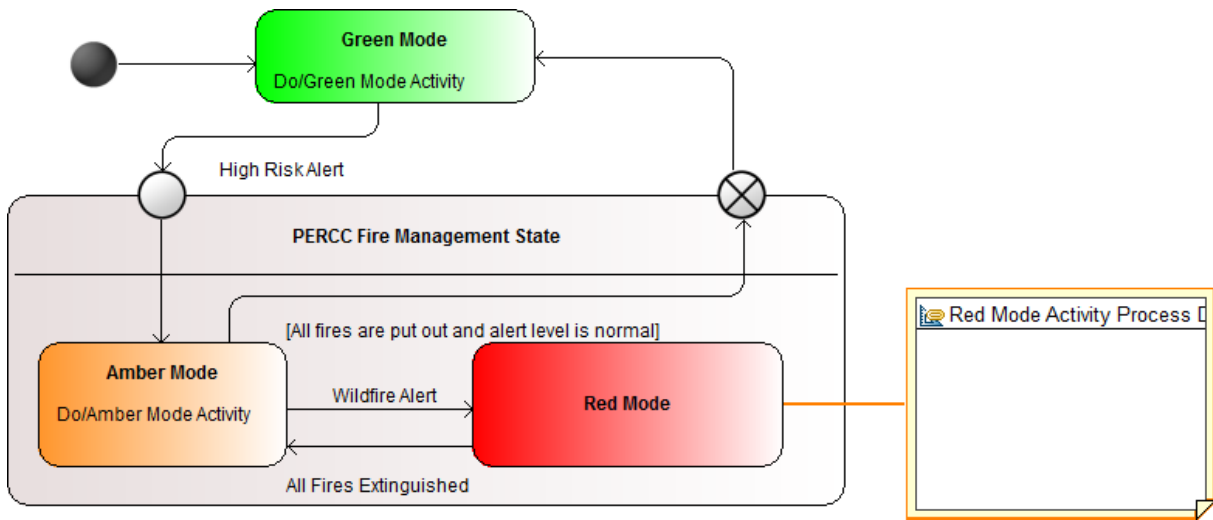 Green Mode
Do/Green Mode Activity
High Risk Alert
PERCC Fire Management State
[All fires are put out and alert level is normal]
Amber Mode
Do/Amber Mode Activity
Wildfire Alert
Red Mode
All Fires Extinguished
Red Mode Activity Process D